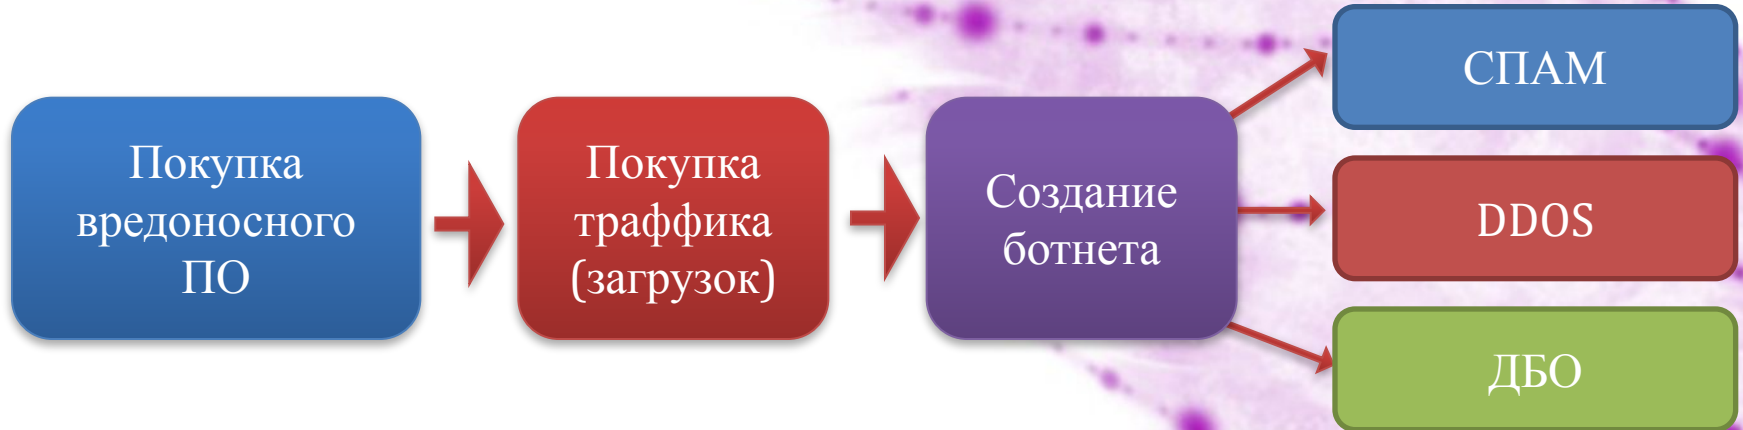 Покупка
вредоносного
ПО
Покупка
траффика
(загрузок)
Создание
ботнета
СПАМ
DDOS
ДБО